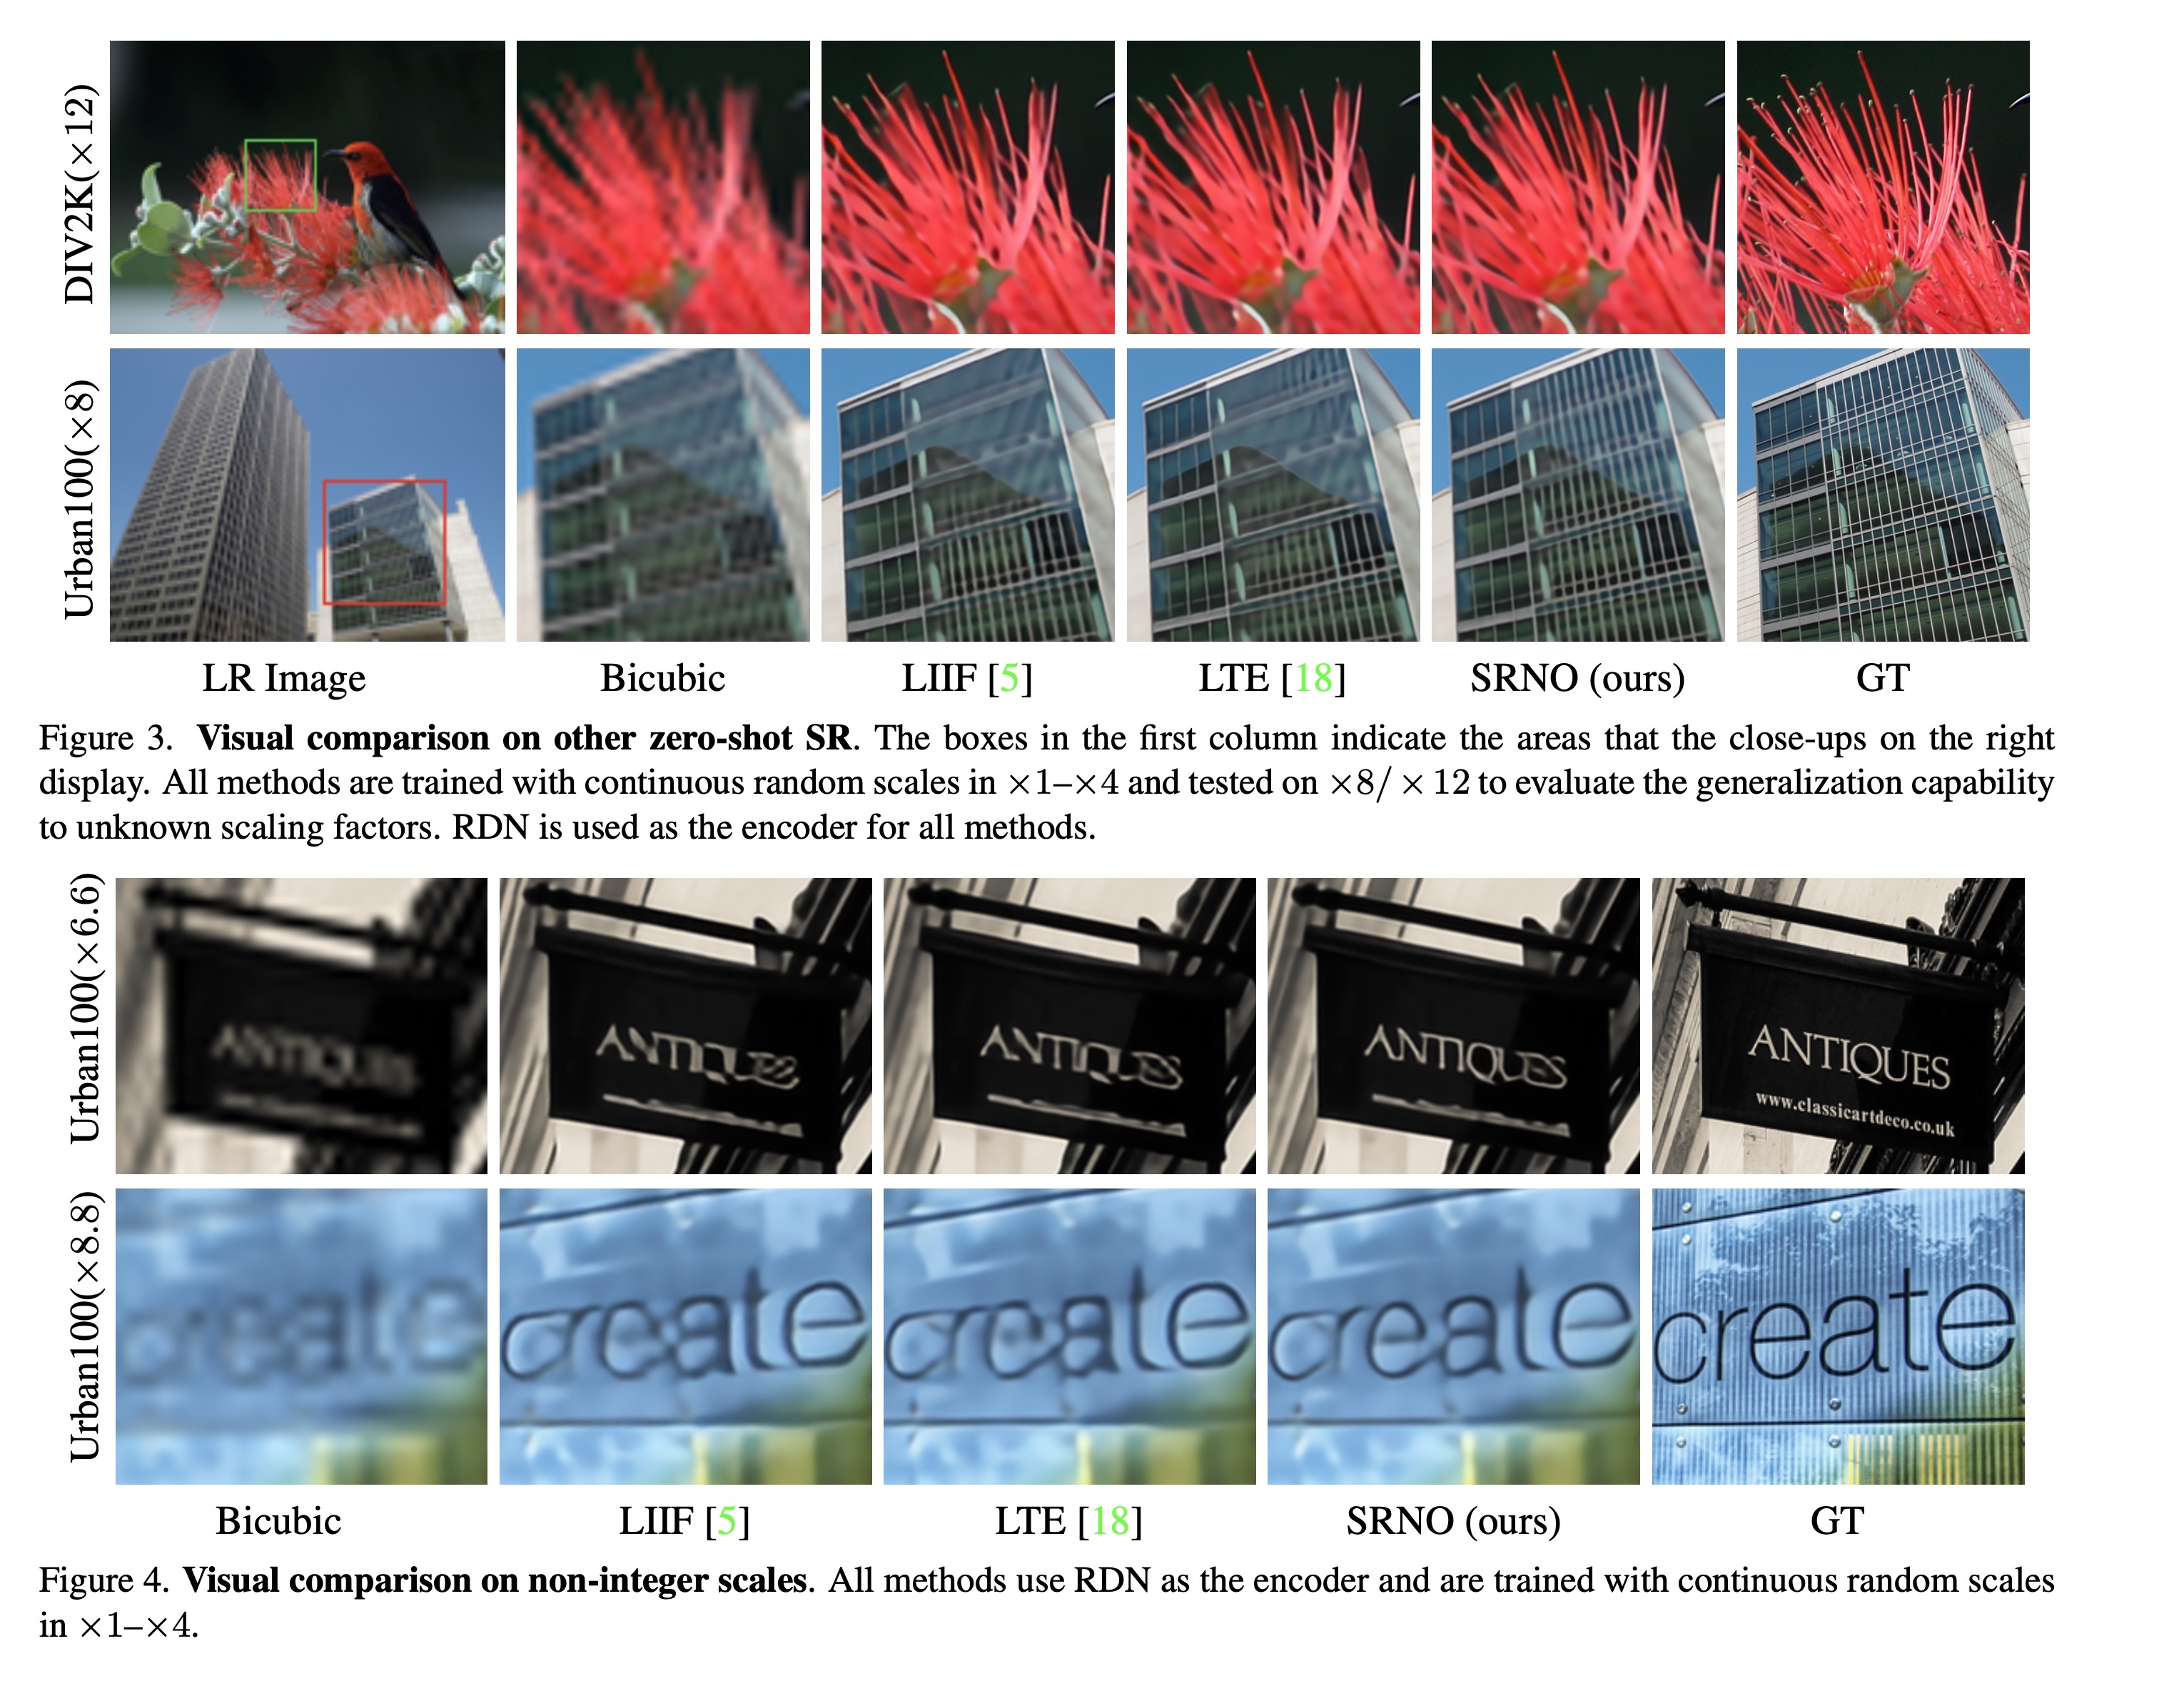 DIV2K(×12)
Urban100(×8)
LR Image Bicubic LIIF [5] LTE [18] SRNO (ours) GT
Figure 3. Visual comparison on other zero-shot SR. The boxes in the first column indicate the areas that the close-ups on the right
display. All methods are trained with continuous random scales in ×1–×4 and tested on ×8/ × 12 to evaluate the generalization capability
to unknown scaling factors. RDN is used as the encoder for all methods.
Urban100(×6.6)
ANTIQUES ANTIQUES ANTIQUES ANTIQUES ANTIQUES
www.classicartdeco.co.uk
Urban100(×8.8)
create create create create create
Bicubic LIIF [5] LTE [18] SRNO (ours) GT
Figure 4. Visual comparison on non-integer scales. All methods use RDN as the encoder and are trained with continuous random scales
in ×1–×4.